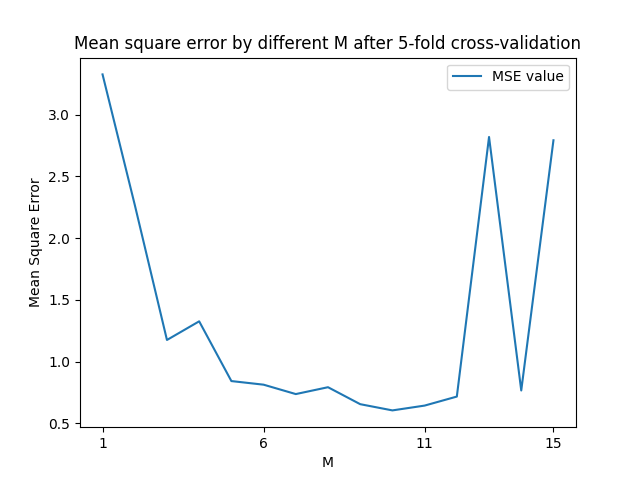 Mean square error by different M after 5-fold cross-validation
MSE value
Mean Square Error
3.0
2.5
2.0
1.5
1.0
0.5
1
6
11
15
M